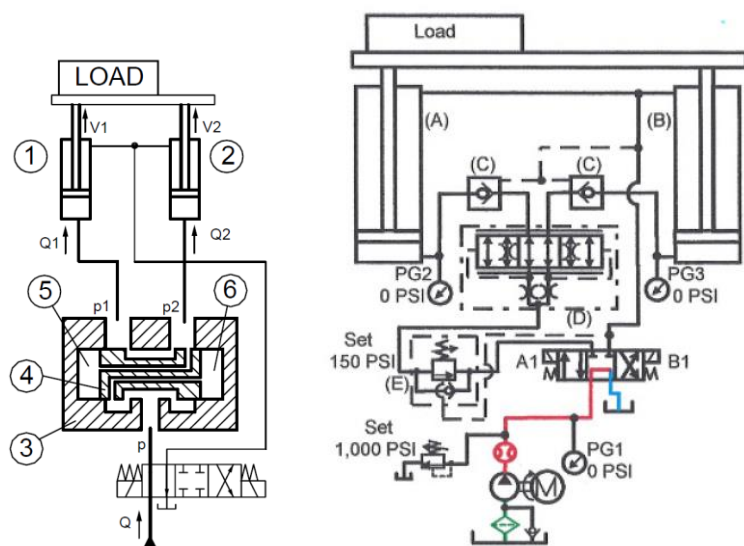 LOAD
V1
V2
1
2
Q1
Q2
p1
p2
5
6
4
3
p
Q
Load
(A)
(B)
(C)
(C)
PG2
0 PSI
PG3
0 PSI
(D)
Set
150 PSI
(E)
A1
B1
Set
1,000 PSI
PG1
0 PSI
M